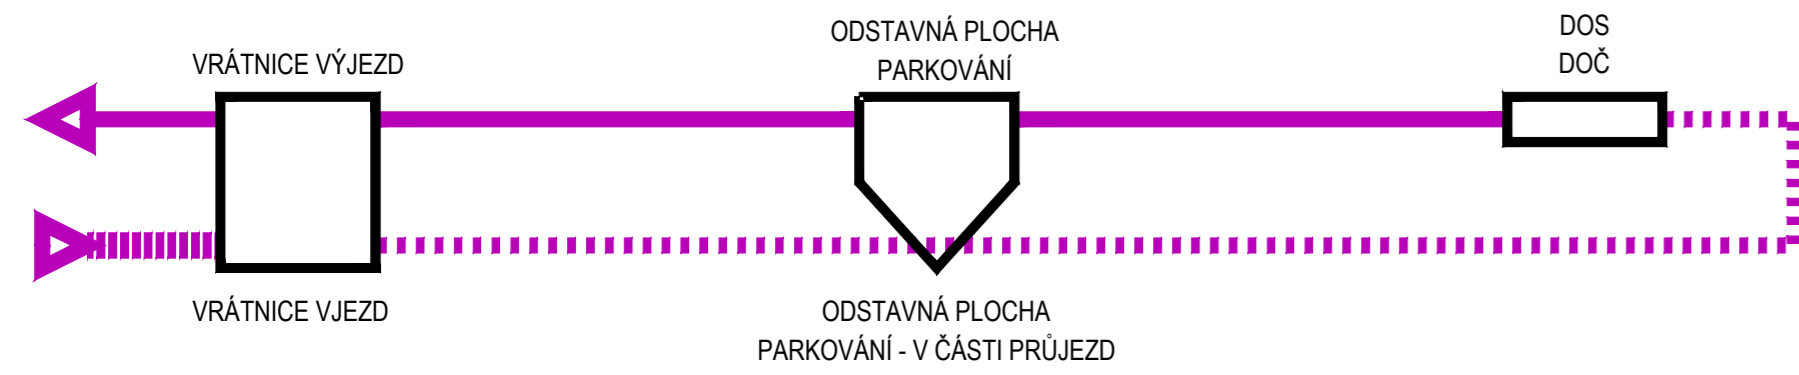 VRÁTNICE VÝJEZD
ODSTAVNÁ PLOCHA
PARKOVÁNÍ
DOS
DOČ
VRÁTNICE VJEZD
ODSTAVNÁ PLOCHA
PARKOVÁNÍ - V ČÁSTI PRŮJEZD